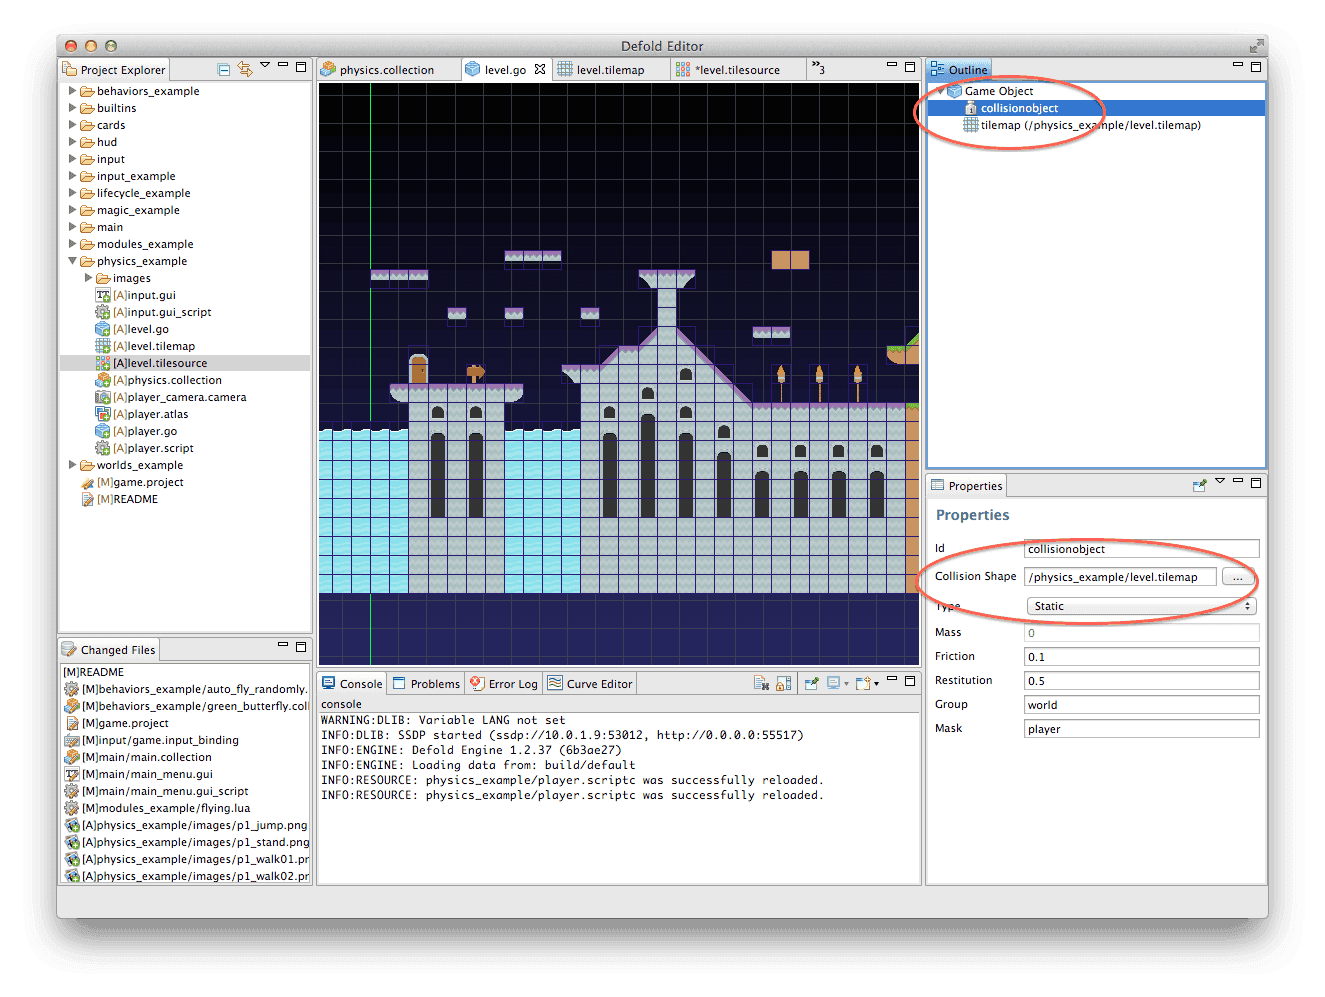 Defold Editor
Project Explorer
behaviors_example
builtins
cards
hud
input
input_example
lifecycle_example
magic_example
main
modules_example
physics_example
images
[A]input.gui
[A]input.gui_script
[A]level.go
[A]level.tilemap
[A]level.tilesource
[A]physics.collection
[A]player_camera.camera
[A]player.atlas
[A]player.go
[A]player.script
worlds_example
[M]game.project
[M]README
Changed Files
[M]README
[M]behaviors_example/auto_fly_randomly.
[M]behaviors_example/green_butterfly.coll
[M]game.project
[M]input/game.input_binding
[M]main/main.collection
[M]main/main_menu.gui
[M]main/main_menu.gui_script
[M]modules_example/flying.lua
[A]physics_example/images/p1_jump.png
[A]physics_example/images/p1_stand.png
[A]physics_example/images/p1_walk01.pr
[A]physics_example/images/p1_walk02.pr
physics.collection level.go level.tilemap *level.tilesource »3
Console Problems Error Log Curve Editor
console
WARNING:DLIB: Variable LANG not set
INFO:DLIB: SSDP started (ssdp://10.0.1.9:53012, http://0.0.0.0:55517)
INFO:ENGINE: Defold Engine 1.2.37 (6b3ae27)
INFO:ENGINE: Loading data from: build/default
INFO:RESOURCE: physics_example/player.scriptc was successfully reloaded.
INFO:RESOURCE: physics_example/player.scriptc was successfully reloaded.
Outline
Game Object
collisionobject
tilemap (/physics_example/level.tilemap)
Properties
Properties
Id collisionobject
Collision Shape /physics_example/level.tilemap ...
Type Static
Mass 0
Friction 0.1
Restitution 0.5
Group world
Mask player